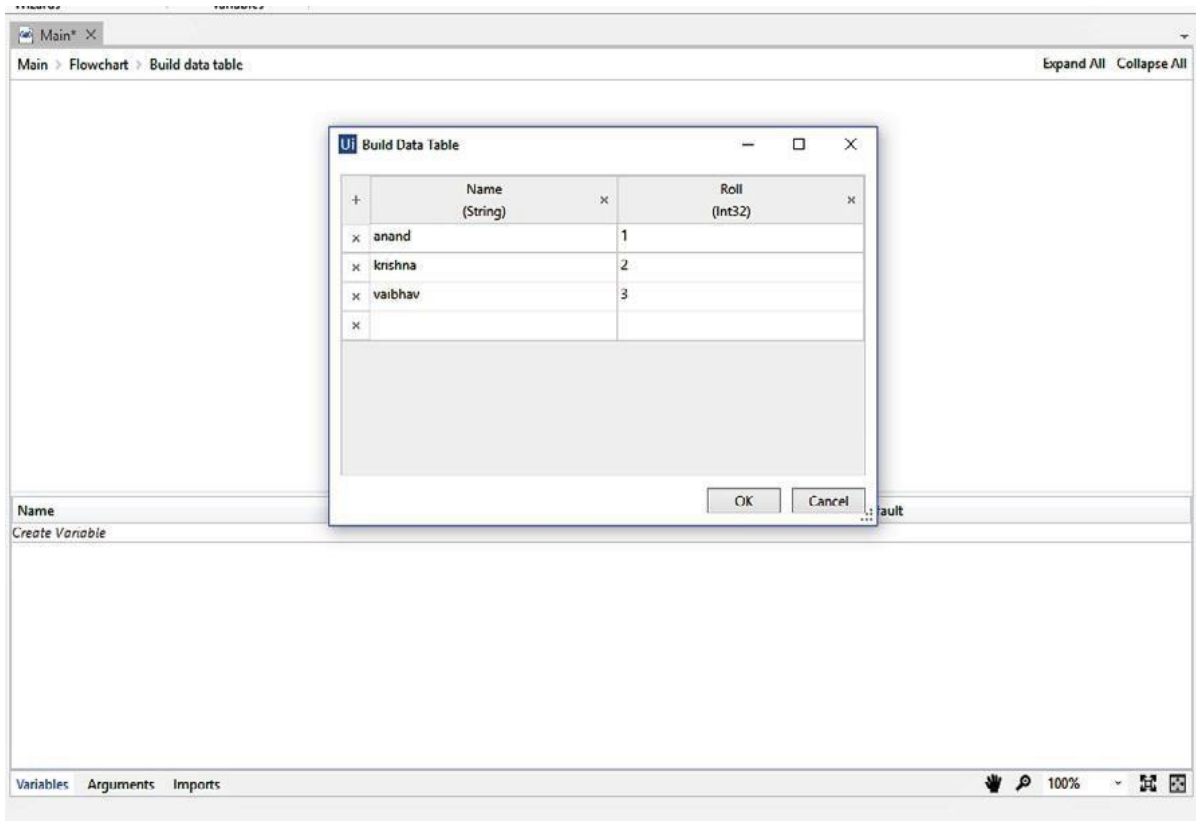 Main*
Main > Flowchart > Build data table
Expand All Collapse All
Ui Build Data Table
+ Name Roll
(String) (Int32)
anand 1
krishna 2
vaibhav 3
OK Cancel
Name
Create Variable
Variables Arguments Imports 100%